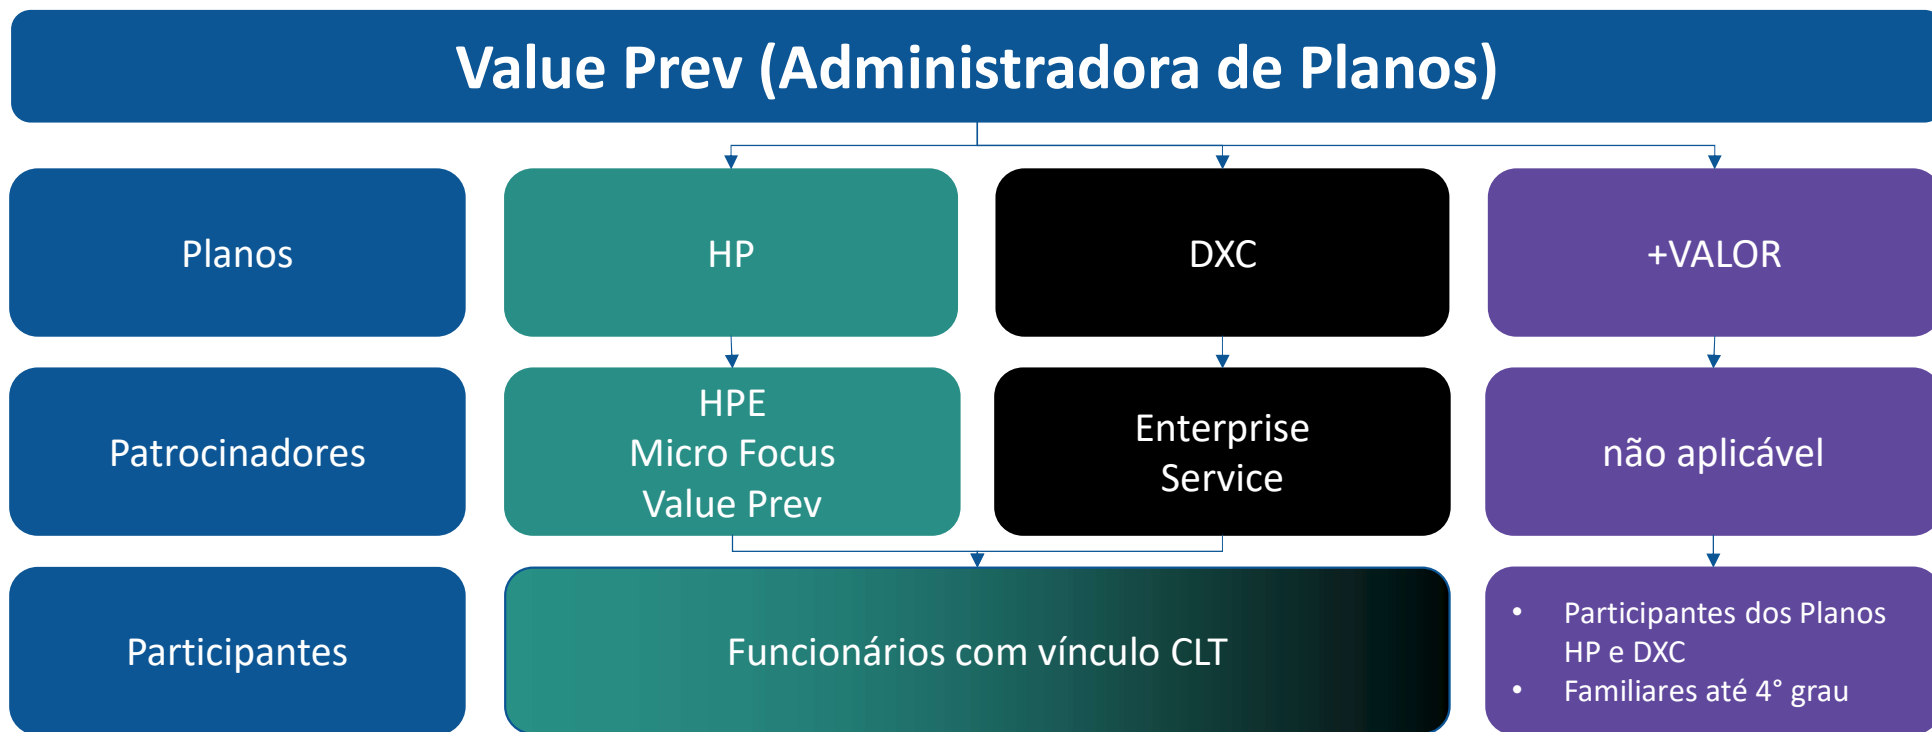 Value Prev (Administradora de Planos)
Planos
HP
DXC
+VALOR
Patrocinadores
HPE
Micro Focus
Value Prev
Enterprise
Service
não aplicável
Participantes
Funcionários com vínculo CLT
• Participantes dos Planos
HP e DXC
• Familiares até 4° grau